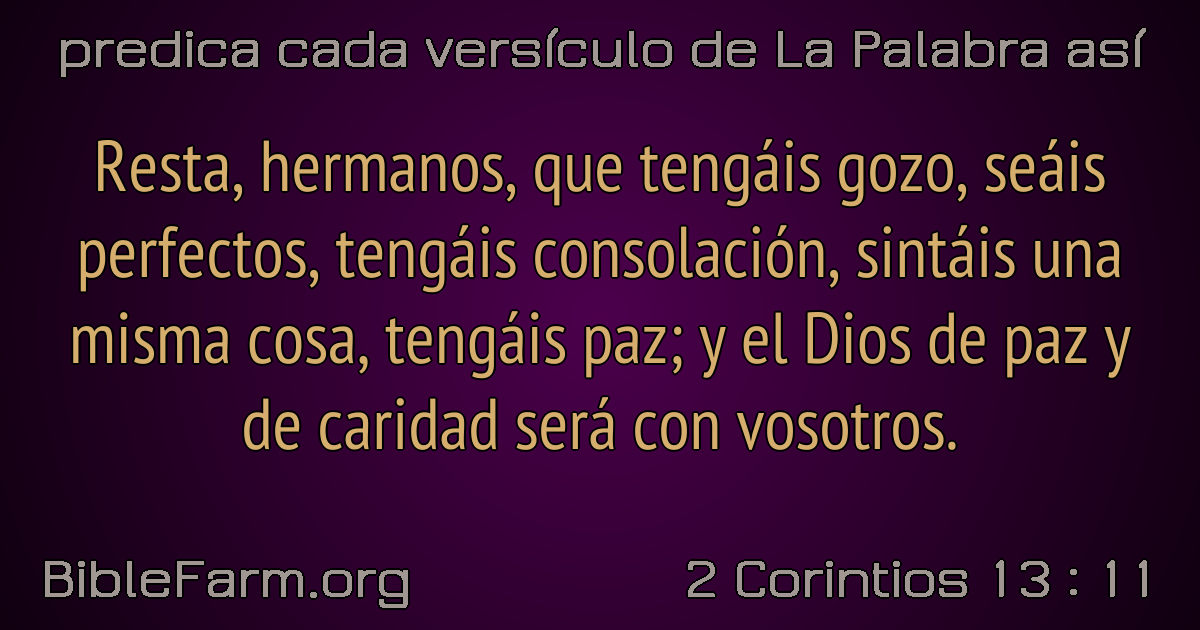 predica cada versículo de La Palabra así
Resta, hermanos, que tengáis gozo, seáis
perfectos, tengáis consolación, sintáis una
misma cosa, tengáis paz; y el Dios de paz y
de caridad será con vosotros.
BibleFarm.org
2 Corintios 13 : 11